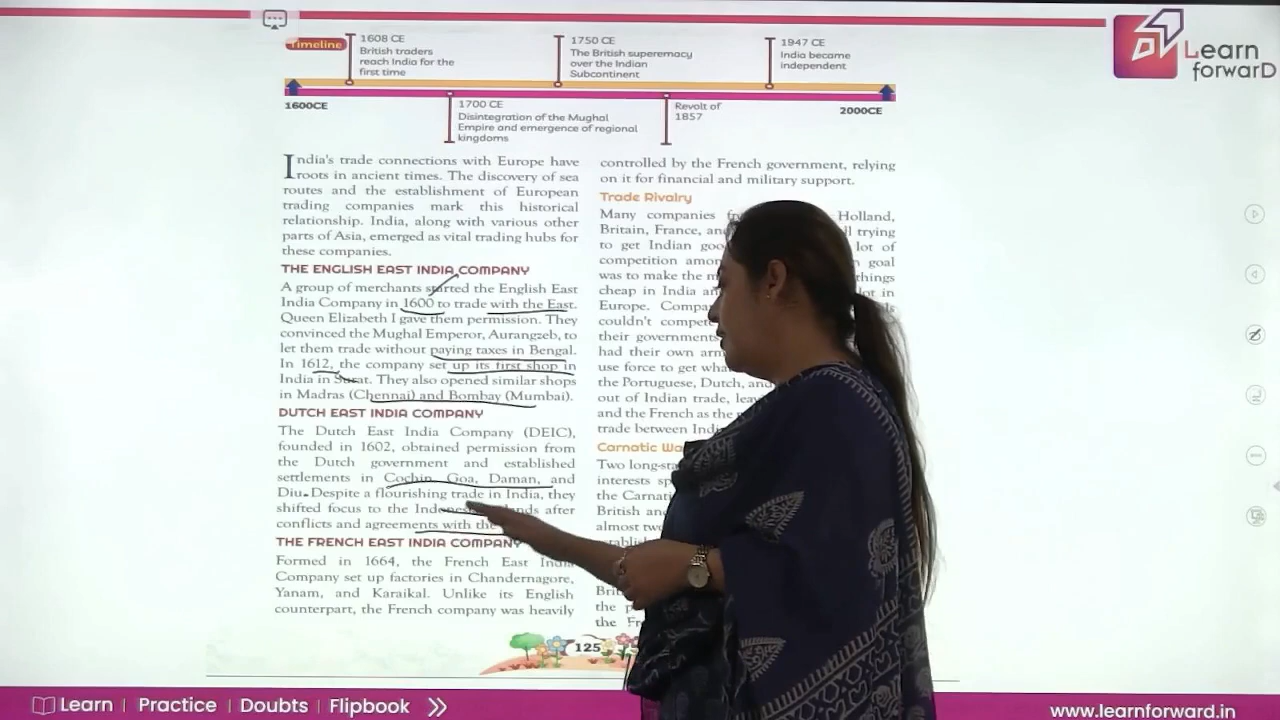 Learn
forwarD
Timeline
1608 CE
British traders
reach India for the
first time
1750 CE
The British superemacy
over the Indian
Subcontinent
1947 CE
India became
independent
1600CE
1700 CE
Disintegration of the Mughal
Empire and emergence of regional
kingdoms
Revolt of
1857
2000CE
India's trade connections with Europe have
roots in ancient times. The discovery of sea
routes and the establishment of European
trading companies mark this historical
relationship. India, along with various other
parts of Asia, emerged as vital trading hubs for
these companies.
THE ENGLISH EAST INDIA COMPANY
A group of merchants started the English East
India Company in 1600 to trade with the East.
Queen Elizabeth I gave them permission. They
convinced the Mughal Emperor, Aurangzeb, to
let them trade without paying taxes in Bengal.
In 1612, the company set up its first shop in
India in Surat. They also opened similar shops
in Madras (Chennai) and Bombay (Mumbai).
DUTCH EAST INDIA COMPANY
The Dutch East India Company (DEIC),
founded in 1602, obtained permission from
the Dutch government and established
settlements in Cochin, Goa, Daman, and
Diu. Despite a flourishing trade in India, they
shifted focus to the after
conflicts and agreements with the
THE FRENCH EAST INDIA COMPANY
Formed in 1664, the French East India
Company set up factories in Chandernagore,
Yanam, and Karaikal. Unlike its English
counterpart, the French company was heavily
controlled by the French government, relying
on it for financial and military support.
Trade Rivalry
Many companies Holland,
Britain, France, trying
to get Indian lot of
competition goal
was to make the things
cheap in India in
Europe.
couldn't
their governments
had their own
use force to get
the Portuguese, Dutch,
out of Indian trade,
and the French as the
trade between
Carnatic
Two
interests
the
British
almost
the
the
125
Learn | Practice | Doubts | Flipbook
www.learnforward.in